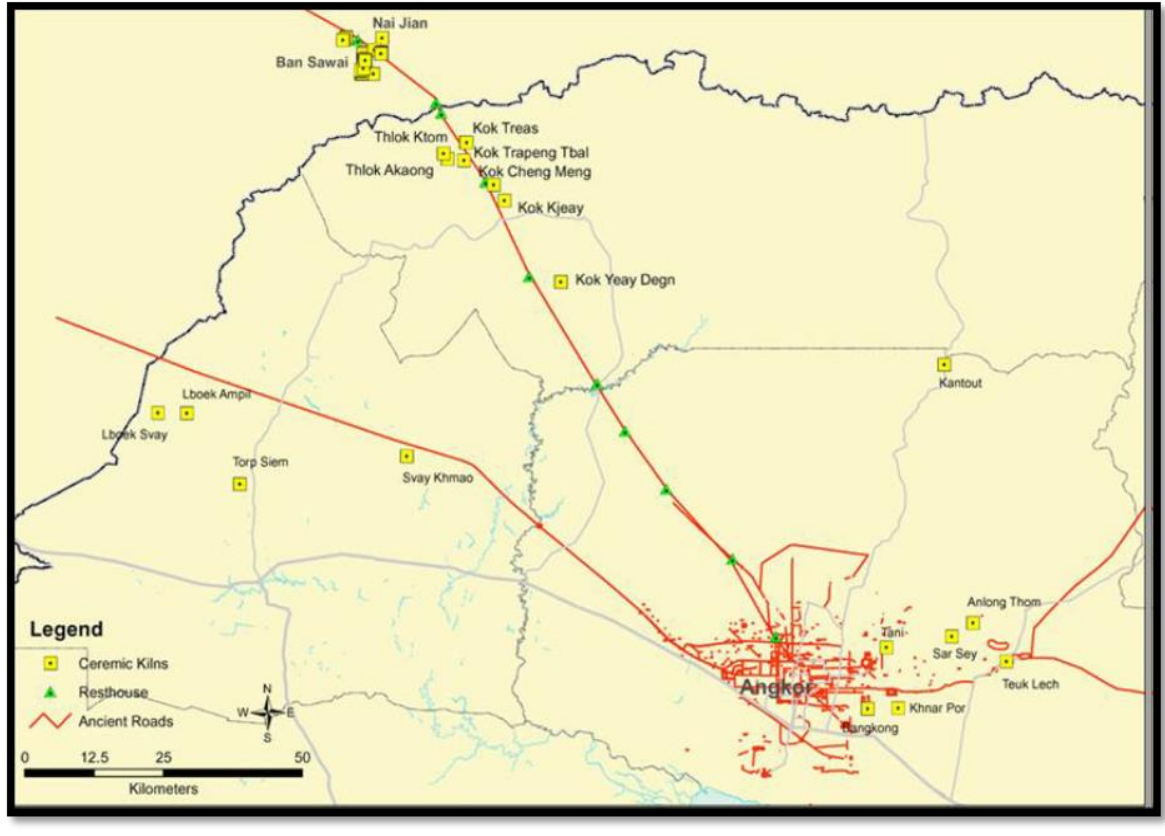 Nai Jian
Ban Sawai
Kok Treas
Thlok Ktom
Kok Trapeng Tbal
Thlok Akaong
Kok Cheng Meng
Kok Kjeay
Kok Yeay Degn
Kantout
Lboek Ampil
Lboek Svay
Torp Siem
Svay Khmao
Anlong Thom
Tani
Sar Sey
Teuk Lech
Angkor
Khnar Por
Bangkong
Legend
Ceremic Kilns
Resthouse
Ancient Roads
N
W E
S
0 12.5 25 50
Kilometers